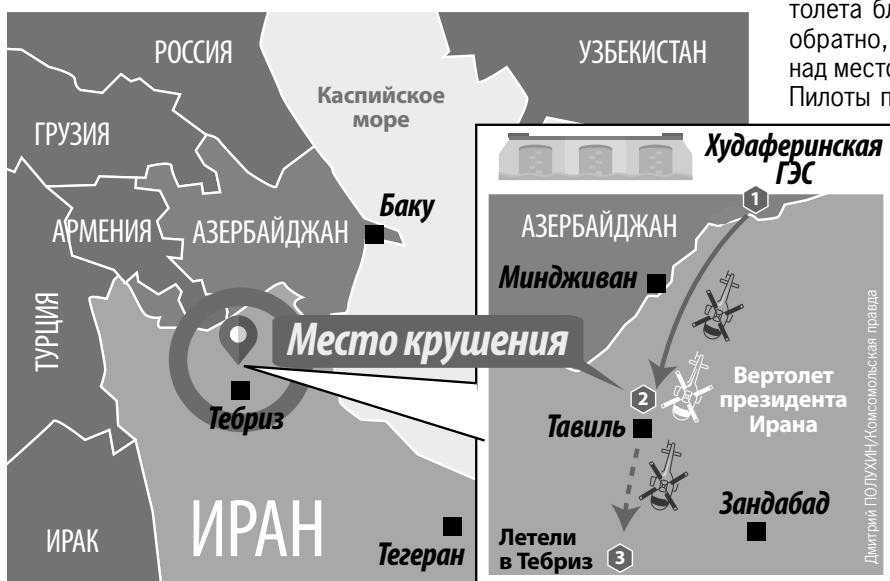 толета бл
обратно,
над место
Пилоты п
РОССИЯ
УЗБЕКИСТАН
Каспийское
море
ГРУЗИЯ
АРМЕНИЯ
АЗЕРБАЙДЖАН
Баку
ТУРЦИЯ
Место крушения
Тебриз
ИРАН
ИРАК
Тегеран
Худаферинская
ГЭС
1
АЗЕРБАЙДЖАН
Миндживан
2
Вертолет
президента
Ирана
Тавиль
Зандабад
Летели
в Тебриз 3
Дмитрий ПОЛУХИН/Комсомольская правда